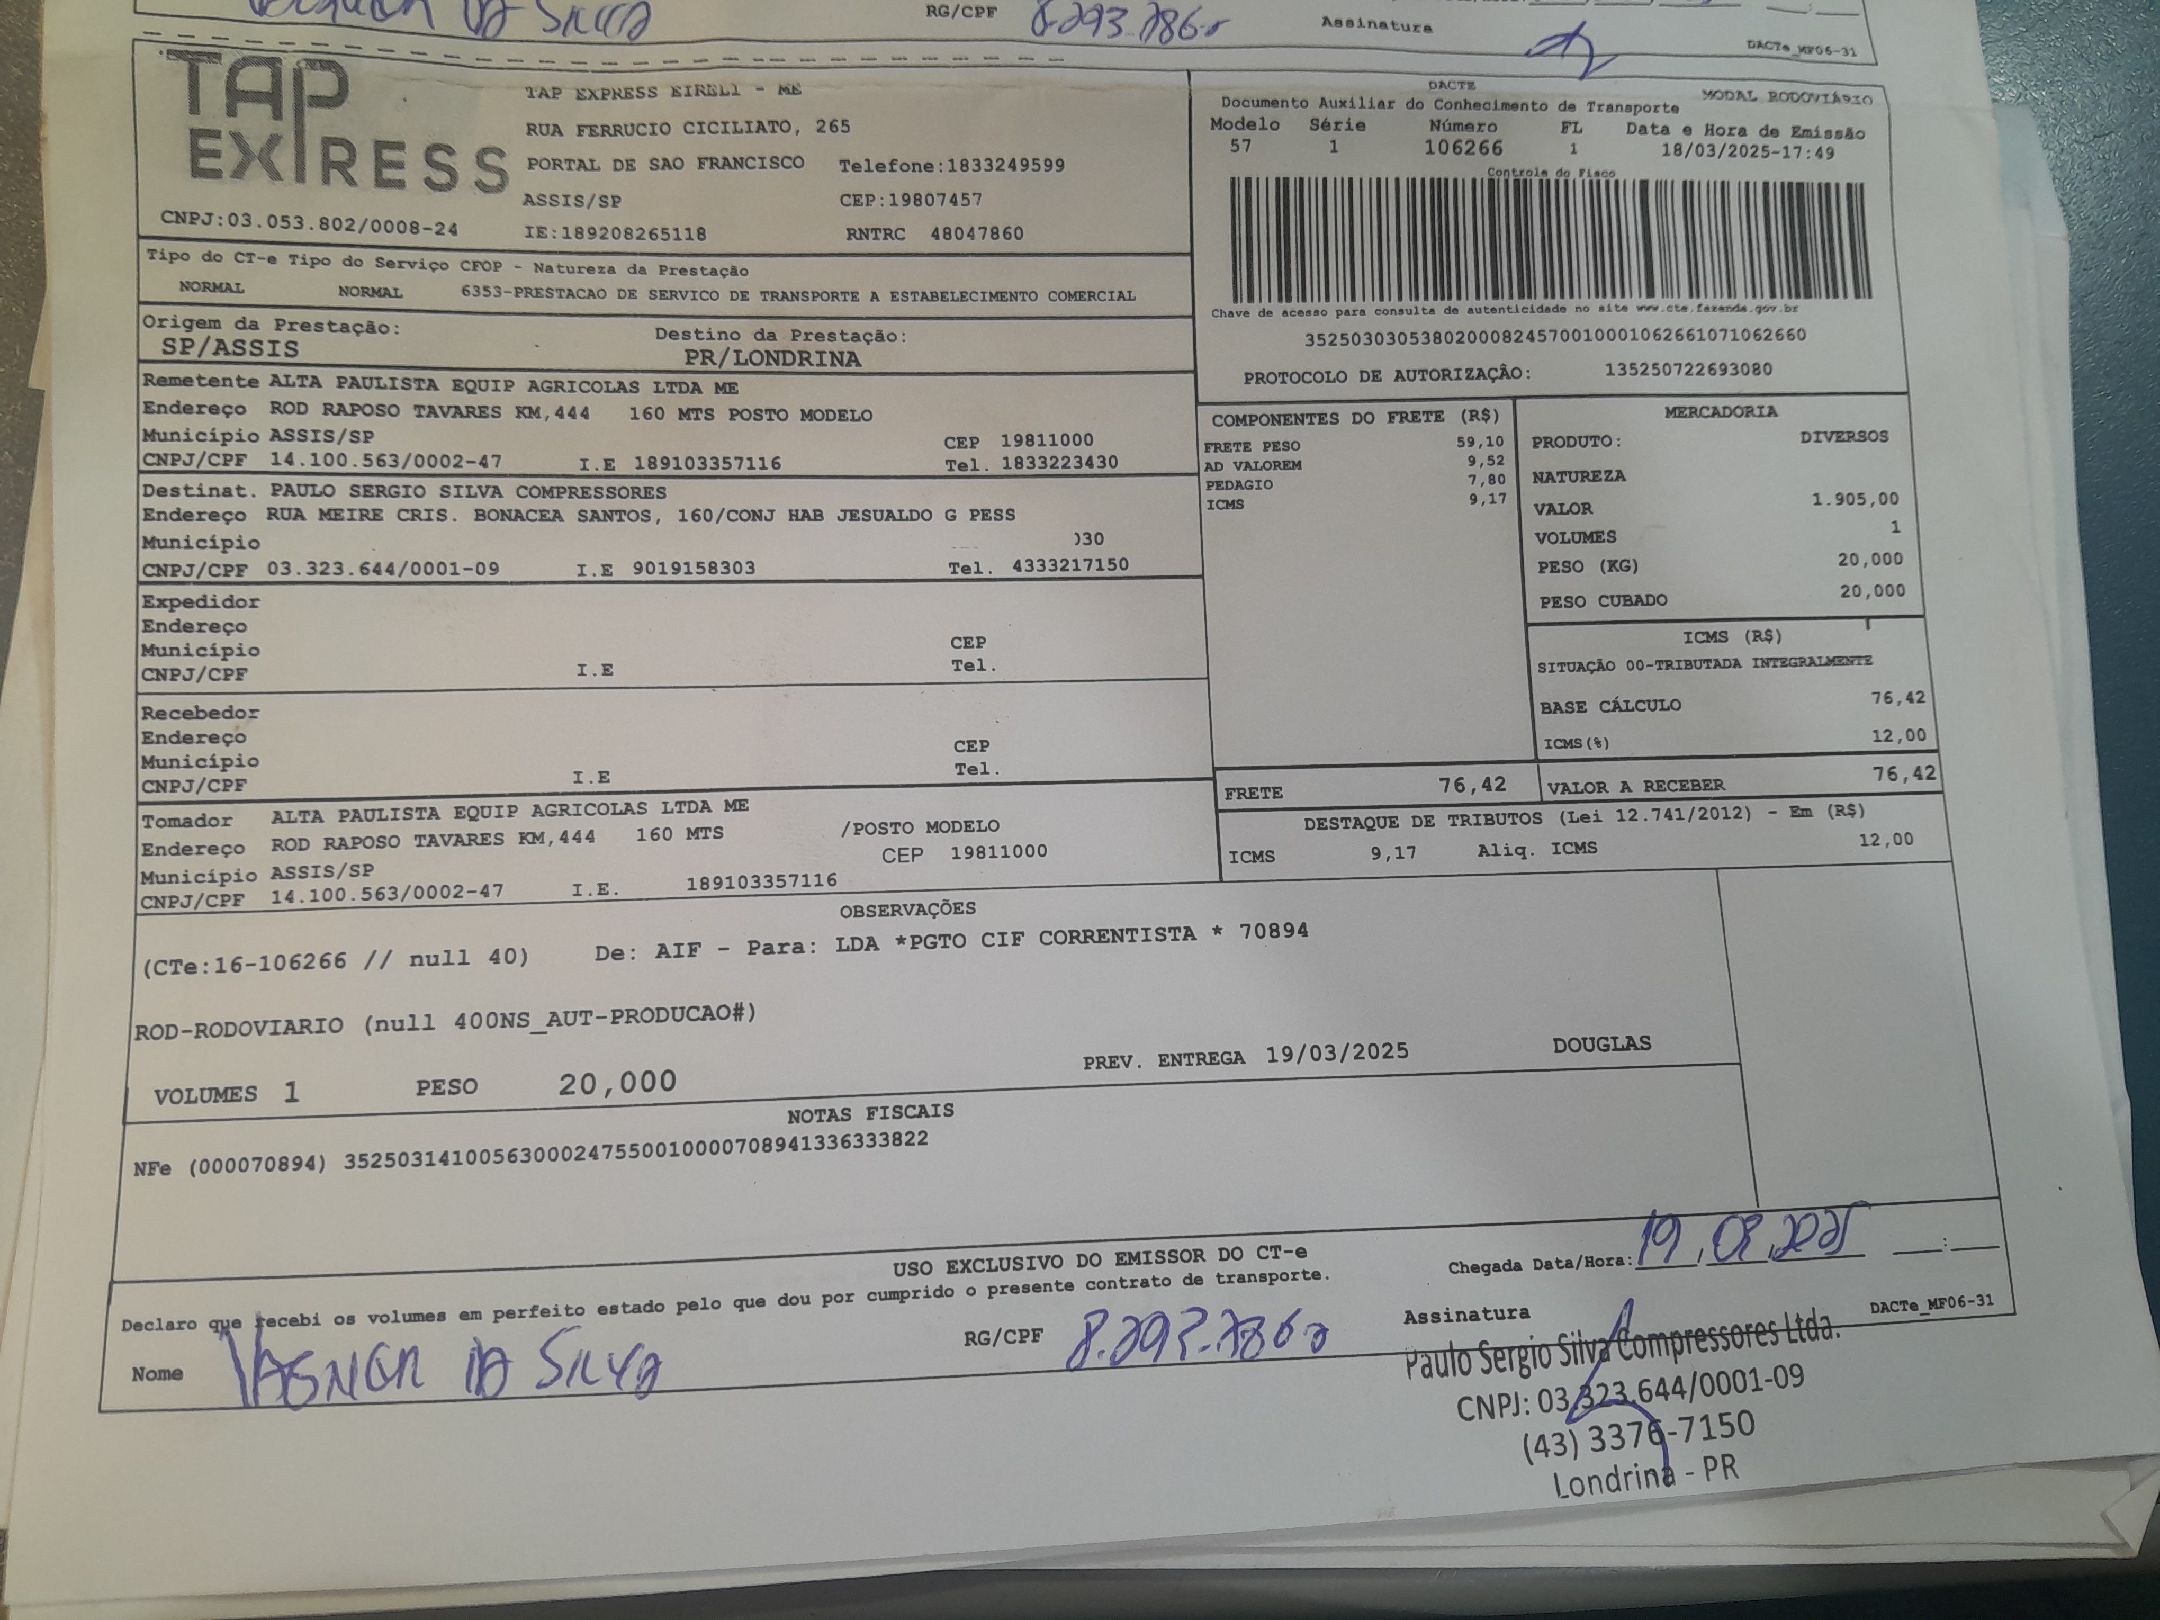 DA SILVA RG/CPF Assinatura
DACTe_MF06-31
TAP EXPRESS
TAP EXPRESS EIRELI - ME
RUA FERRUCIO CICILIATO, 265
PORTAL DE SAO FRANCISCO Telefone:1833249599
ASSIS/SP CEP:19807457
CNPJ:03.053.802/0008-24 IE:189208265118 RNTRC 48047860
DACTE
Documento Auxiliar do Conhecimento de Transporte MODAL RODOVIÁRIO
Modelo Série Número FL Data e Hora de Emissão
57 1 106266 1 18/03/2025-17:49
Controle do Fisco
Chave de acesso para consulta de autenticidade no site www.cte.fazenda.gov.br
35250303053802000824570010001062661071062660
PROTOCOLO DE AUTORIZAÇÃO: 135250722693080
Tipo do CT-e Tipo do Serviço CFOP - Natureza da Prestação
NORMAL NORMAL 6353-PRESTACAO DE SERVICO DE TRANSPORTE A ESTABELECIMENTO COMERCIAL
Origem da Prestação: Destino da Prestação:
SP/ASSIS PR/LONDRINA
Remetente ALTA PAULISTA EQUIP AGRICOLAS LTDA ME
Endereço ROD RAPOSO TAVARES KM,444 160 MTS POSTO MODELO
Município ASSIS/SP CEP 19811000
CNPJ/CPF 14.100.563/0002-47 I.E 189103357116 Tel. 1833223430
Destinat. PAULO SERGIO SILVA COMPRESSORES
Endereço RUA MEIRE CRIS. BONACEA SANTOS, 160/CONJ HAB JESUALDO G PESS
Município 030
CNPJ/CPF 03.323.644/0001-09 I.E 9019158303 Tel. 4333217150
Expedidor
Endereço
Município CEP
CNPJ/CPF I.E Tel.
Recebedor
Endereço
Município CEP
CNPJ/CPF I.E Tel.
Tomador ALTA PAULISTA EQUIP AGRICOLAS LTDA ME
Endereço ROD RAPOSO TAVARES KM,444 160 MTS /POSTO MODELO
Município ASSIS/SP CEP 19811000
CNPJ/CPF 14.100.563/0002-47 I.E. 189103357116
COMPONENTES DO FRETE (R$)
FRETE PESO 59,10
AD VALOREM 9,52
PEDAGIO 7,80
ICMS 9,17
MERCADORIA
PRODUTO: DIVERSOS
NATUREZA
VALOR 1.905,00
VOLUMES 1
PESO (KG) 20,000
PESO CUBADO 20,000
ICMS (R$)
SITUAÇÃO 00-TRIBUTADA INTEGRALMENTE
BASE CÁLCULO 76,42
ICMS(%) 12,00
FRETE 76,42 VALOR A RECEBER 76,42
DESTAQUE DE TRIBUTOS (Lei 12.741/2012) - Em (R$)
ICMS 9,17 Aliq. ICMS 12,00
OBSERVAÇÕES
(CTe:16-106266 // null 40) De: AIF - Para: LDA *PGTO CIF CORRENTISTA * 70894
ROD-RODOVIARIO (null 400NS_AUT-PRODUCAO#)
VOLUMES 1 PESO 20,000 PREV. ENTREGA 19/03/2025 DOUGLAS
NOTAS FISCAIS
NFe (000070894) 35250314100563000247550010000708941336333822
USO EXCLUSIVO DO EMISSOR DO CT-e
Chegada Data/Hora: 19, 03, 2025 __:__
Declaro que recebi os volumes em perfeito estado pelo que dou por cumprido o presente contrato de transporte.
Nome VAGNER DA SILVA RG/CPF Assinatura DACTe_MF06-31
Paulo Sergio Silva Compressores Ltda.
CNPJ: 03.323.644/0001-09
(43) 3376-7150
Londrina - PR